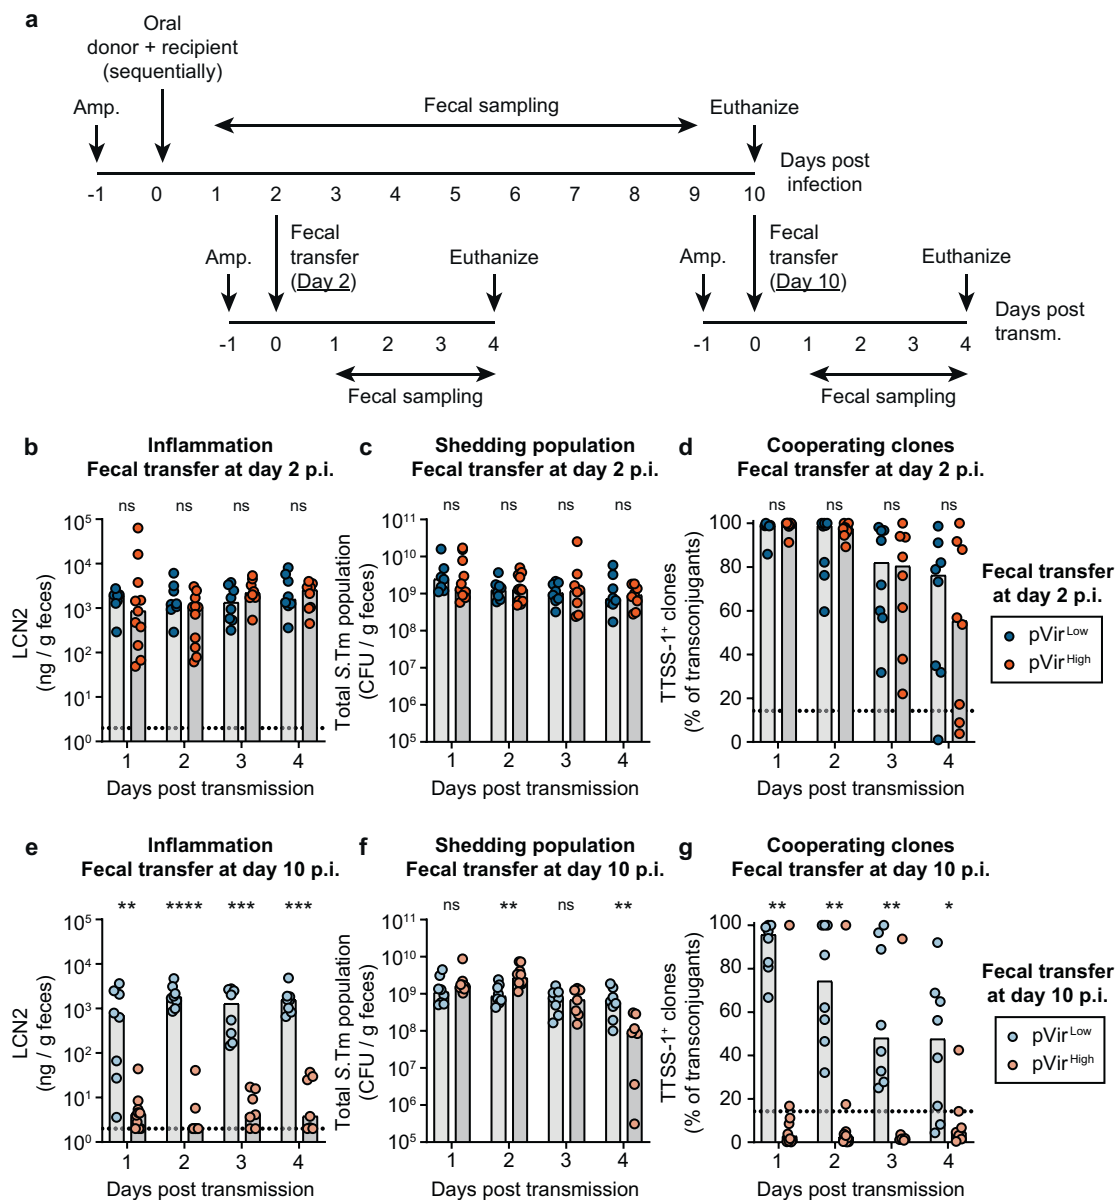 a
Oral
donor + recipient
(sequentially)
Amp.
Fecal sampling
Euthanize
Days post
infection
-1 0 1 2 3 4 5 6 7 8 9 10
Amp.
Fecal
transfer
(Day 2)
Euthanize
Amp.
Fecal
transfer
(Day 10)
Euthanize
Days post
transm.
-1 0 1 2 3 4
-1 0 1 2 3 4
Fecal sampling
Fecal sampling
b
Inflammation
Fecal transfer at day 2 p.i.
ns ns ns ns
LCN2
(ng / g feces)
10⁵
10⁴
10³
10²
10¹
10⁰
1 2 3 4
Days post transmission
c
Shedding population
Fecal transfer at day 2 p.i.
ns ns ns ns
Total S.Tm population
(CFU / g feces)
10¹¹
10¹⁰
10⁹
10⁸
10⁷
10⁶
10⁵
1 2 3 4
Days post transmission
d
Cooperating clones
Fecal transfer at day 2 p.i.
ns ns ns ns
TTSS-1⁺ clones
(% of transconjugants)
100
80
60
40
20
0
1 2 3 4
Days post transmission
Fecal transfer
at day 2 p.i.
pVirᴸᵒʷ
pVirᴴⁱᵍʰ
e
Inflammation
Fecal transfer at day 10 p.i.
** **** *** ***
LCN2
(ng / g feces)
10⁵
10⁴
10³
10²
10¹
10⁰
1 2 3 4
Days post transmission
f
Shedding population
Fecal transfer at day 10 p.i.
ns ** ns **
Total S.Tm population
(CFU / g feces)
10¹¹
10¹⁰
10⁹
10⁸
10⁷
10⁶
10⁵
1 2 3 4
Days post transmission
g
Cooperating clones
Fecal transfer at day 10 p.i.
** ** ** *
TTSS-1⁺ clones
(% of transconjugants)
100
80
60
40
20
0
1 2 3 4
Days post transmission
Fecal transfer
at day 10 p.i.
pVirᴸᵒʷ
pVirᴴⁱᵍʰ